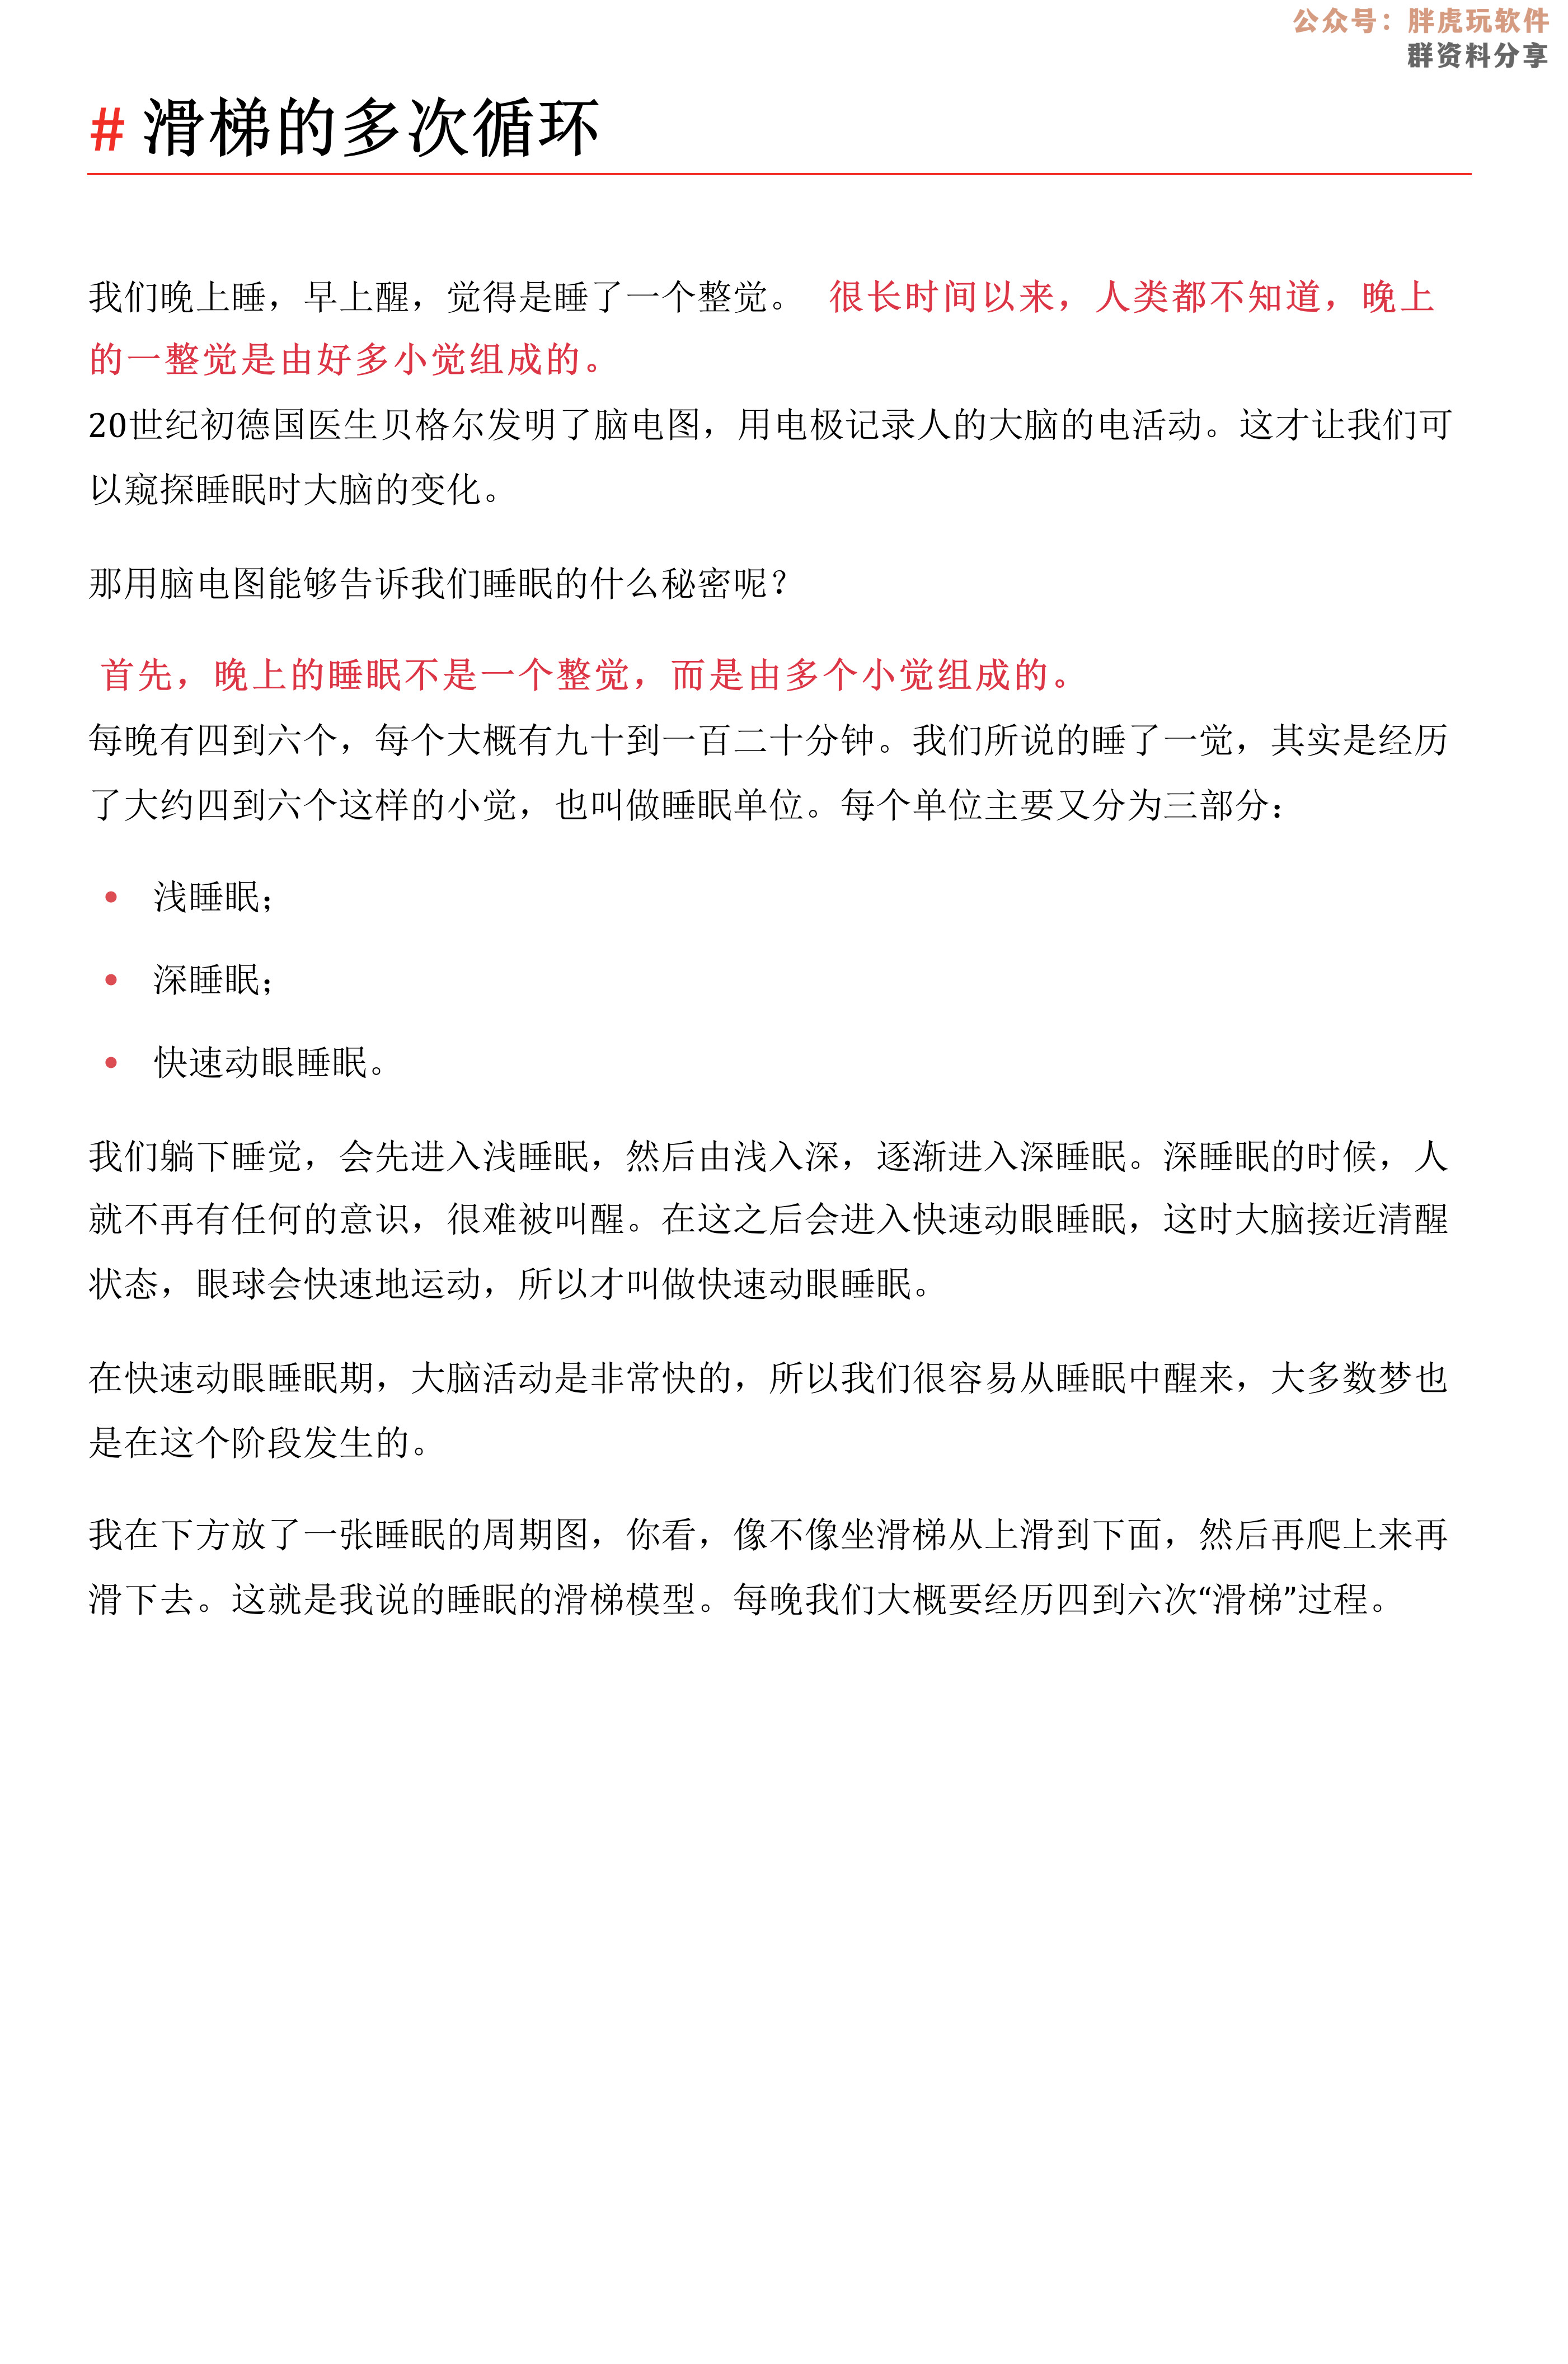 公众号：胖虎玩软件
群资料分享
# 滑梯的多次循环
我们晚上睡，早上醒，觉得是睡了一个整觉。 很长时间以来，人类都不知道，晚上
的一整觉是由好多小觉组成的。
20世纪初德国医生贝格尔发明了脑电图，用电极记录人的大脑的电活动。这才让我们可
以窥探睡眠时大脑的变化。
那用脑电图能够告诉我们睡眠的什么秘密呢？
首先，晚上的睡眠不是一个整觉，而是由多个小觉组成的。
每晚有四到六个，每个大概有九十到一百二十分钟。我们所说的睡了一觉，其实是经历
了大约四到六个这样的小觉，也叫做睡眠单位。每个单位主要又分为三部分：
• 浅睡眠；
• 深睡眠；
• 快速动眼睡眠。
我们躺下睡觉，会先进入浅睡眠，然后由浅入深，逐渐进入深睡眠。深睡眠的时候，人
就不再有任何的意识，很难被叫醒。在这之后会进入快速动眼睡眠，这时大脑接近清醒
状态，眼球会快速地运动，所以才叫做快速动眼睡眠。
在快速动眼睡眠期，大脑活动是非常快的，所以我们很容易从睡眠中醒来，大多数梦也
是在这个阶段发生的。
我在下方放了一张睡眠的周期图，你看，像不像坐滑梯从上滑到下面，然后再爬上来再
滑下去。这就是我说的睡眠的滑梯模型。每晚我们大概要经历四到六次“滑梯”过程。